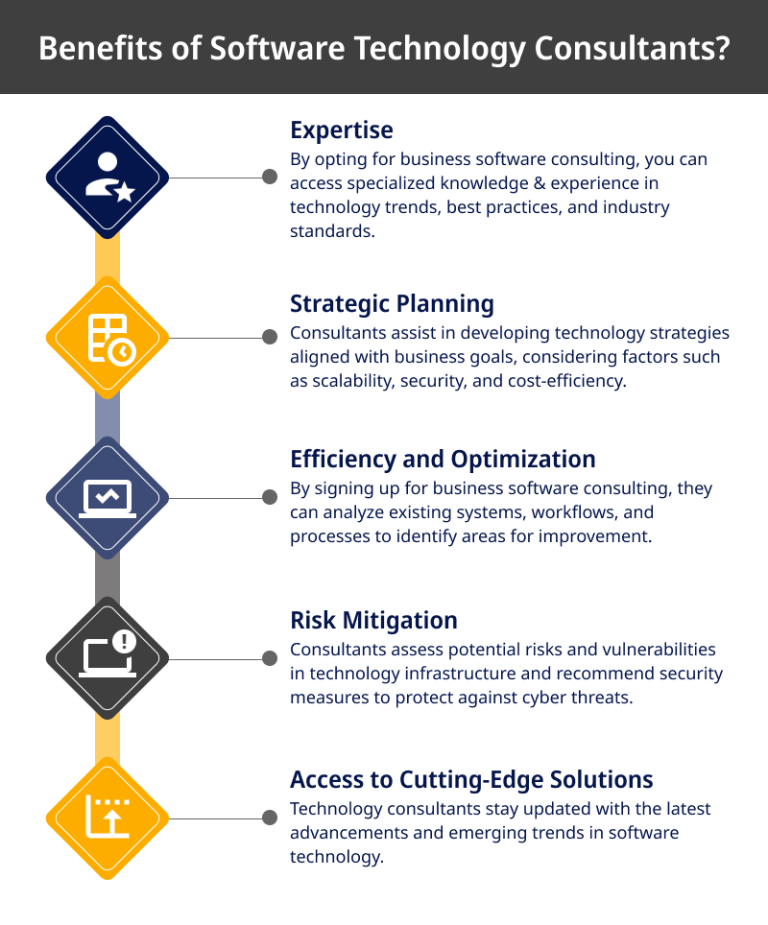 Benefits of Software Technology Consultants?
Expertise
By opting for business software consulting, you can
access specialized knowledge & experience in
technology trends, best practices, and industry
standards.
Strategic Planning
Consultants assist in developing technology strategies
aligned with business goals, considering factors such
as scalability, security, and cost-efficiency.
Efficiency and Optimization
By signing up for business software consulting, they
can analyze existing systems, workflows, and
processes to identify areas for improvement.
Risk Mitigation
Consultants assess potential risks and vulnerabilities
in technology infrastructure and recommend security
measures to protect against cyber threats.
Access to Cutting-Edge Solutions
Technology consultants stay updated with the latest
advancements and emerging trends in software
technology.